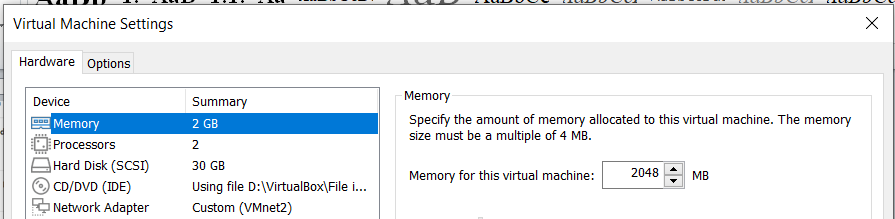 Virtual Machine Settings
Hardware Options
Device Summary
Memory 2 GB
Processors 2
Hard Disk (SCSI) 30 GB
CD/DVD (IDE) Using file D:\VirtualBox\File i...
Network Adapter Custom (VMnet2)
Memory
Specify the amount of memory allocated to this virtual machine. The memory
size must be a multiple of 4 MB.
Memory for this virtual machine: 2048 MB